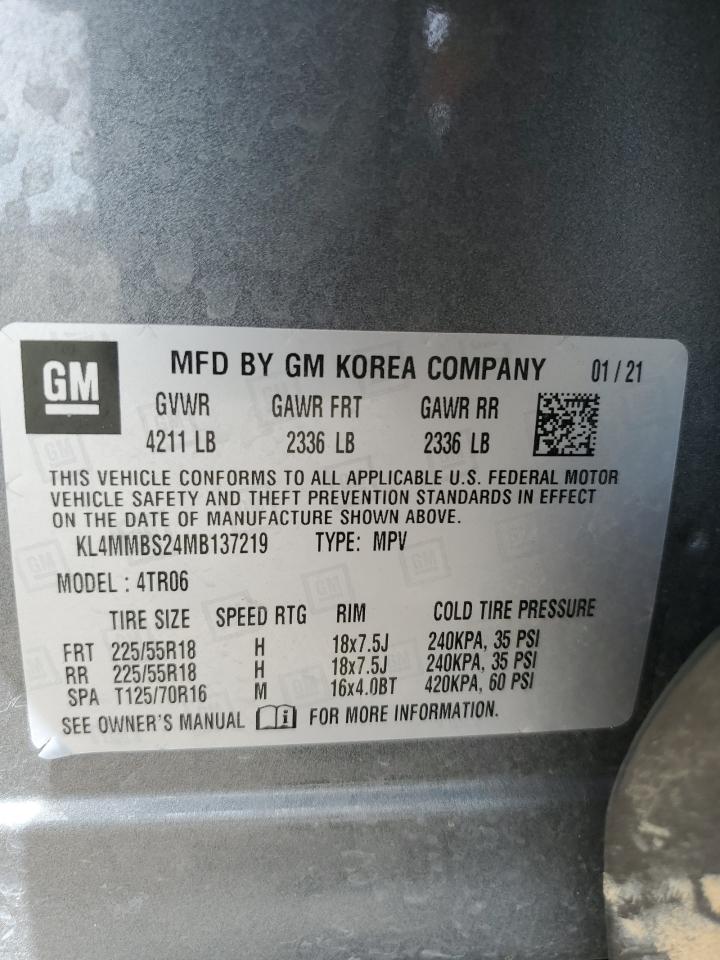 GM
MFD BY GM KOREA COMPANY 01/21
GVWR GAWR FRT GAWR RR
4211 LB 2336 LB 2336 LB
THIS VEHICLE CONFORMS TO ALL APPLICABLE U.S. FEDERAL MOTOR
VEHICLE SAFETY AND THEFT PREVENTION STANDARDS IN EFFECT
ON THE DATE OF MANUFACTURE SHOWN ABOVE.
KL4MMBS24MB137219 TYPE: MPV
MODEL : 4TR06
TIRE SIZE SPEED RTG RIM COLD TIRE PRESSURE
FRT 225/55R18 H 18x7.5J 240KPA, 35 PSI
RR 225/55R18 H 18x7.5J 240KPA, 35 PSI
SPA T125/70R16 M 16x4.0BT 420KPA, 60 PSI
SEE OWNER'S MANUAL i FOR MORE INFORMATION.